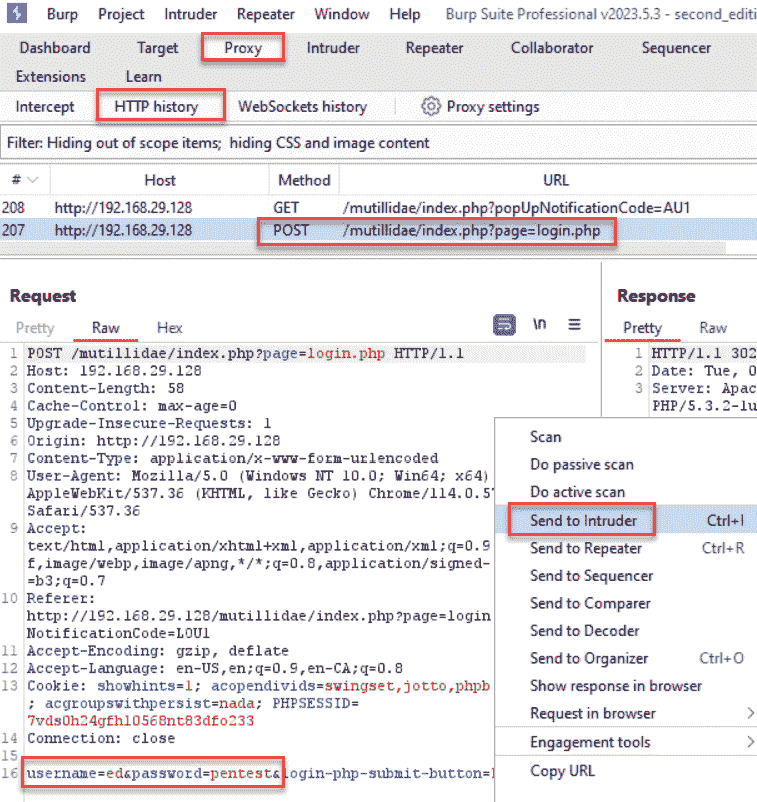 Burp Project Intruder Repeater Window Help Burp Suite Professional v2023.5.3 - second_editi
Dashboard Target Proxy Intruder Repeater Collaborator Sequencer
Extensions Learn
Intercept HTTP history WebSockets history Proxy settings
Filter: Hiding out of scope items; hiding CSS and image content
# Host Method URL
208 http://192.168.29.128 GET /mutillidae/index.php?popUpNotificationCode=AU1
207 http://192.168.29.128 POST /mutillidae/index.php?page=login.php
Request
Pretty Raw Hex
\n
1 POST /mutillidae/index.php?page=login.php HTTP/1.1
2 Host: 192.168.29.128
3 Content-Length: 58
4 Cache-Control: max-age=0
5 Upgrade-Insecure-Requests: 1
6 Origin: http://192.168.29.128
7 Content-Type: application/x-www-form-urlencoded
8 User-Agent: Mozilla/5.0 (Windows NT 10.0; Win64; x64)
AppleWebKit/537.36 (KHTML, like Gecko) Chrome/114.0.57
Safari/537.36
9 Accept:
text/html,application/xhtml+xml,application/xml;q=0.9
f,image/webp,image/apng,*/*;q=0.8,application/signed-
=b3;q=0.7
10 Referer:
http://192.168.29.128/mutillidae/index.php?page=login
NotificationCode=LOU1
11 Accept-Encoding: gzip, deflate
12 Accept-Language: en-US,en;q=0.9,en-CA;q=0.8
13 Cookie: showhints=1; acopendivids=swingset,jotto,phpb
; acgroupswithpersist=nada; PHPSESSID=
7vds0h24gfhl0568nt83dfo233
14 Connection: close
15
16 username=ed&password=pentest&login-php-submit-button=
Response
Pretty Raw
1 HTTP/1.1 302
2 Date: Tue, 0
3 Server: Apac
PHP/5.3.2-1u
Scan
Do passive scan
Do active scan
Send to Intruder Ctrl+I
Send to Repeater Ctrl+R
Send to Sequencer
Send to Comparer
Send to Decoder
Send to Organizer Ctrl+O
Show response in browser
Request in browser
Engagement tools
Copy URL